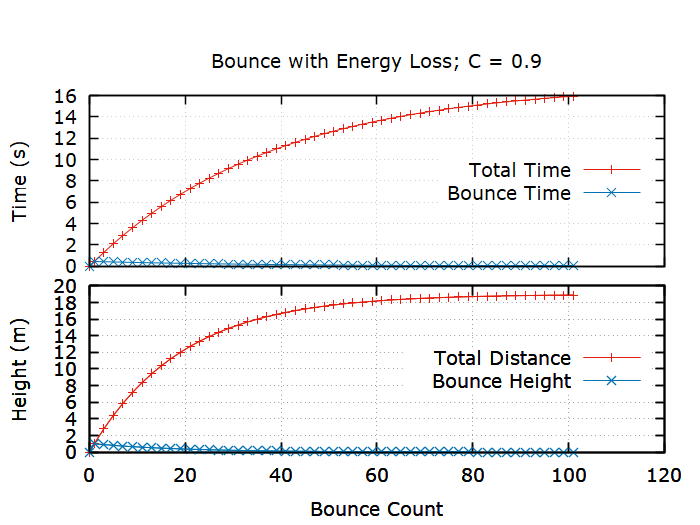 Bounce with Energy Loss; C = 0.9
Time (s)
16
14
12
10
8
6
4
2
0
Total Time
Bounce Time
Height (m)
20
18
16
14
12
10
8
6
4
2
0
Total Distance
Bounce Height
0 20 40 60 80 100 120
Bounce Count